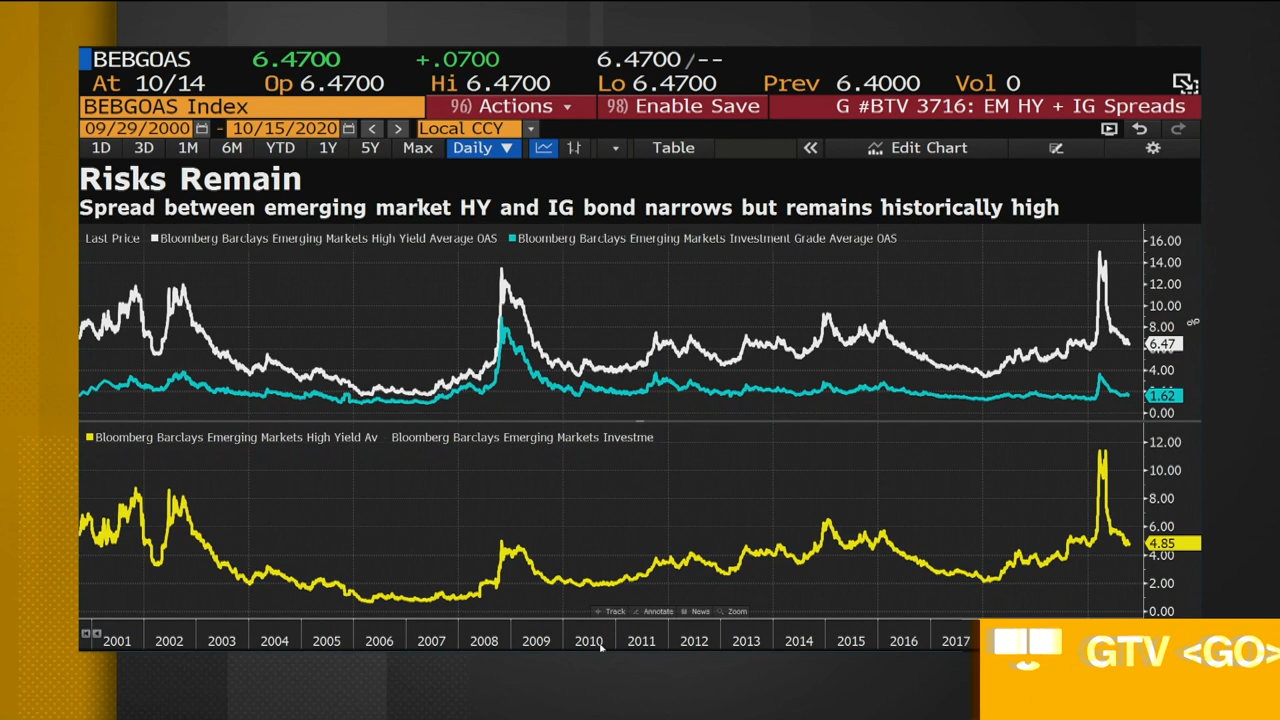 BEBGOAS 6.4700 +.0700 6.4700 /--
At 10/14 Op 6.4700 Hi 6.4700 Lo 6.4700 Prev 6.4000 Vol 0
BEBGOAS Index 96) Actions 98) Enable Save G #BTV 3716: EM HY + IG Spreads
09/29/2000 - 10/15/2020 < > Local CCY
1D 3D 1M 6M YTD 1Y 5Y Max Daily Table Edit Chart
Risks Remain
Spread between emerging market HY and IG bond narrows but remains historically high
Last Price Bloomberg Barclays Emerging Markets High Yield Average OAS Bloomberg Barclays Emerging Markets Investment Grade Average OAS
16.00
14.00
12.00
10.00
8.00
6.47
4.00
1.62
0.00
Bloomberg Barclays Emerging Markets High Yield Av Bloomberg Barclays Emerging Markets Investme
12.00
10.00
8.00
6.00
4.85
4.00
2.00
0.00
Track Annotate News Zoom
2001 2002 2003 2004 2005 2006 2007 2008 2009 2010 2011 2012 2013 2014 2015 2016 2017
GTV <GO>